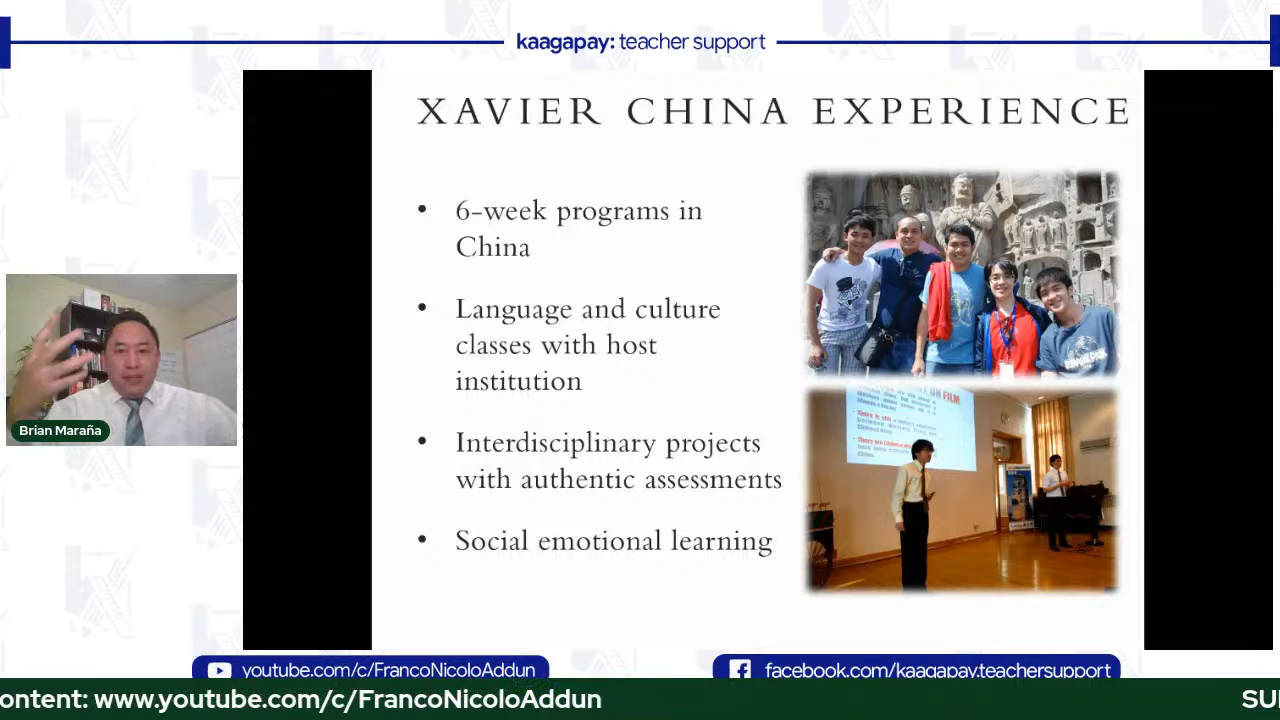 kaagapay: teacher support
XAVIER CHINA EXPERIENCE
• 6-week programs in
China
• Language and culture
classes with host
institution
• Interdisciplinary projects
with authentic assessments
• Social emotional learning
FILM
Brian Maraña
youtube.com/c/FrancoNicoloAddun
facebook.com/kaagapay.teachersupport
ontent: www.youtube.com/c/FrancoNicoloAddun
SU